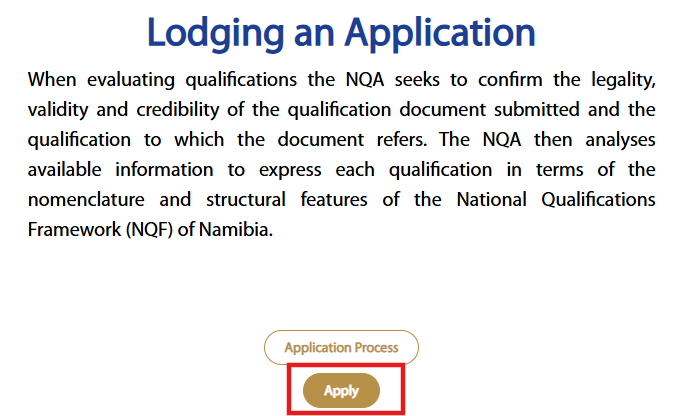 Lodging an Application
When evaluating qualifications the NQA seeks to confirm the legality,
validity and credibility of the qualification document submitted and the
qualification to which the document refers. The NQA then analyses
available information to express each qualification in terms of the
nomenclature and structural features of the National Qualifications
Framework (NQF) of Namibia.
Application Process
Apply